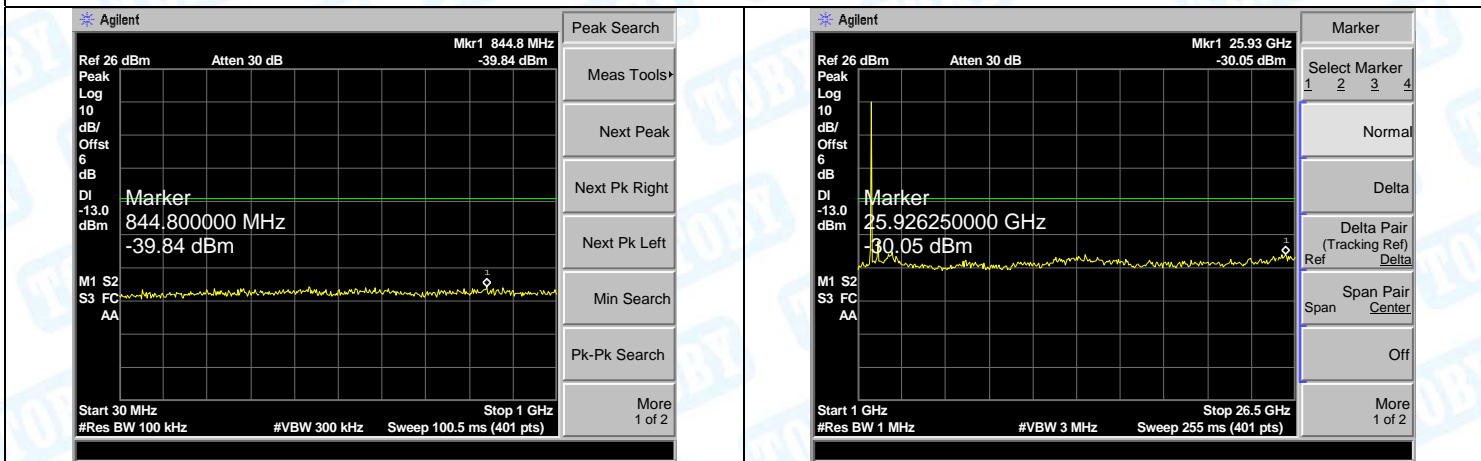 Agilent
Peak Search
Mkr1 844.8 MHz
Ref 26 dBm Atten 30 dB -39.84 dBm
Peak
Log
10
dB/
Offst
6
dB
DI
-13.0
dBm
Marker
844.800000 MHz
-39.84 dBm
1
M1 S2
S3 FC
AA
Start 30 MHz Stop 1 GHz
#Res BW 100 kHz #VBW 300 kHz Sweep 100.5 ms (401 pts)
Meas Tools
Next Peak
Next Pk Right
Next Pk Left
Min Search
Pk-Pk Search
More
1 of 2
Agilent
Marker
Mkr1 25.93 GHz
Ref 26 dBm Atten 30 dB -30.05 dBm
Peak
Log
10
dB/
Offst
6
dB
DI
-13.0
dBm
Marker
25.926250000 GHz
-30.05 dBm
1
M1 S2
S3 FC
AA
Start 1 GHz Stop 26.5 GHz
#Res BW 1 MHz #VBW 3 MHz Sweep 255 ms (401 pts)
Select Marker
1 2 3 4
Normal
Delta
Delta Pair
(Tracking Ref)
Ref Delta
Span Pair
Span Center
Off
More
1 of 2
TOBY
TOBY
TOBY
TOBY